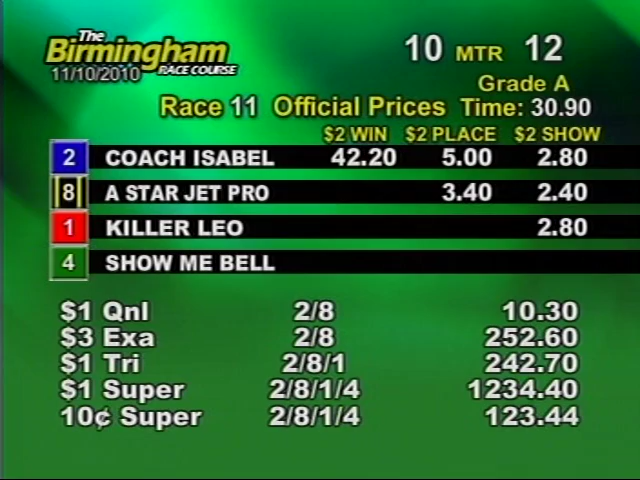 The
Birmingham
RACE COURSE
11/10/2010
10 MTR 12
Grade A
Race 11 Official Prices Time: 30.90
$2 WIN $2 PLACE $2 SHOW
2 COACH ISABEL 42.20 5.00 2.80
8 A STAR JET PRO 3.40 2.40
1 KILLER LEO 2.80
4 SHOW ME BELL
$1 Qnl 2/8 10.30
$3 Exa 2/8 252.60
$1 Tri 2/8/1 242.70
$1 Super 2/8/1/4 1234.40
10¢ Super 2/8/1/4 123.44